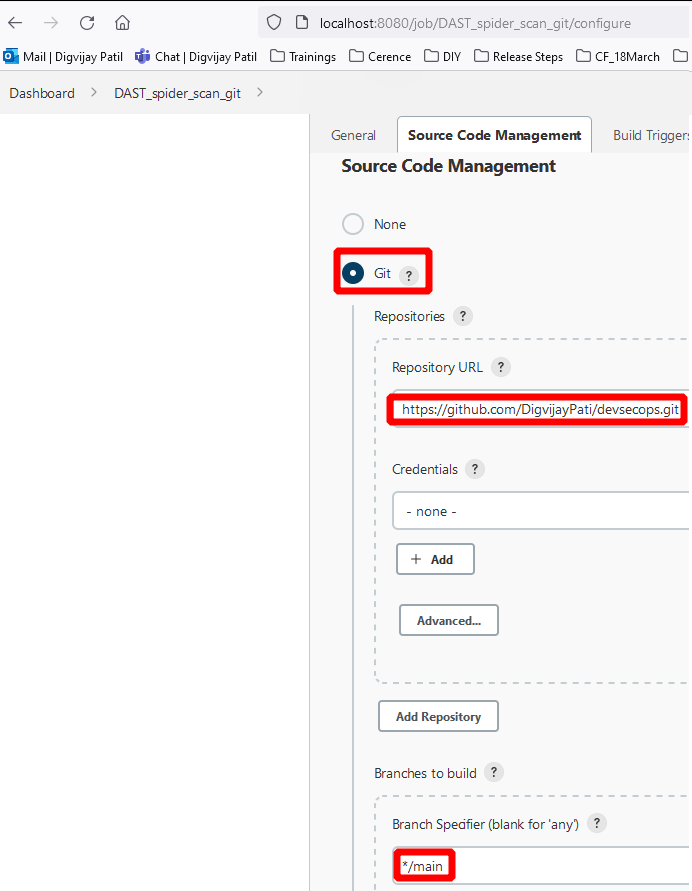 localhost:8080/job/DAST_spider_scan_git/configure
Mail | Digvijay Patil Chat | Digvijay Patil Trainings Cerence DIY Release Steps CF_18March
Dashboard > DAST_spider_scan_git >
General Source Code Management Build Triggers
Source Code Management
None
Git ?
Repositories ?
Repository URL ?
https://github.com/DigvijayPati/devsecops.git
Credentials ?
- none -
+ Add
Advanced...
Add Repository
Branches to build ?
Branch Specifier (blank for 'any') ?
*/main